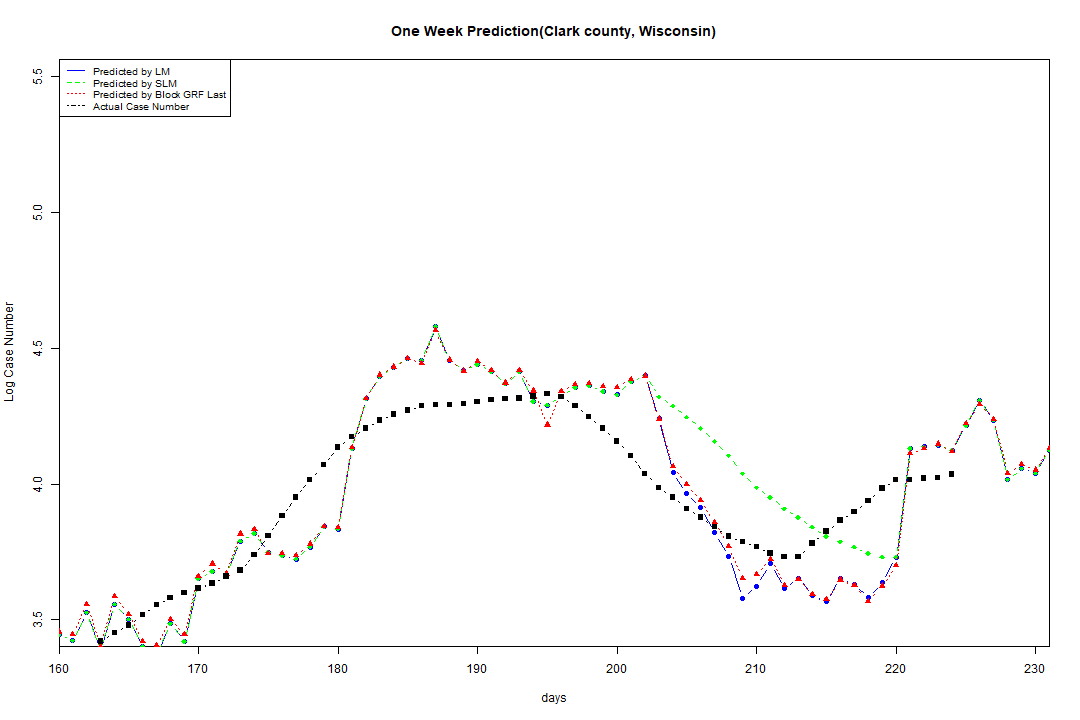 One Week Prediction(Clark county, Wisconsin)
Predicted by LM
Predicted by SLM
Predicted by Block GRF Last
Actual Case Number
5.5
5.0
4.5
4.0
3.5
Log Case Number
160 170 180 190 200 210 220 230
days